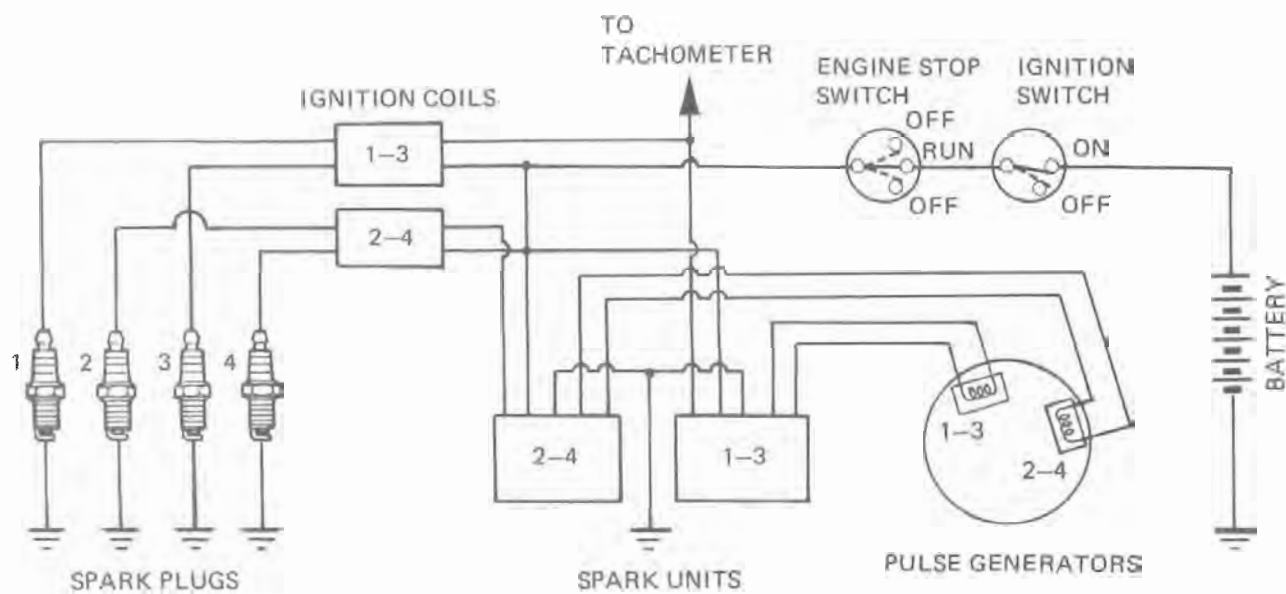 TO
TACHOMETER
ENGINE STOP
SWITCH
IGNITION
SWITCH
IGNITION COILS
OFF
RUN
OFF
ON
OFF
1–3
2–4
1
2
3
4
2–4
1–3
1–3
2–4
BATTERY
SPARK PLUGS
SPARK UNITS
PULSE GENERATORS